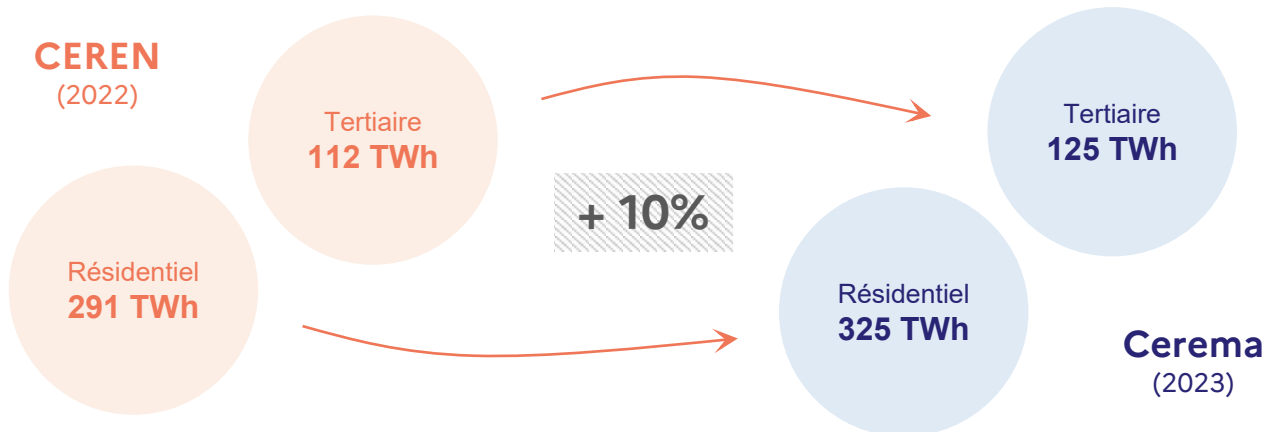 CEREN
(2022)
Tertiaire
112 TWh
Résidentiel
291 TWh
+ 10%
Tertiaire
125 TWh
Résidentiel
325 TWh
Cerema
(2023)